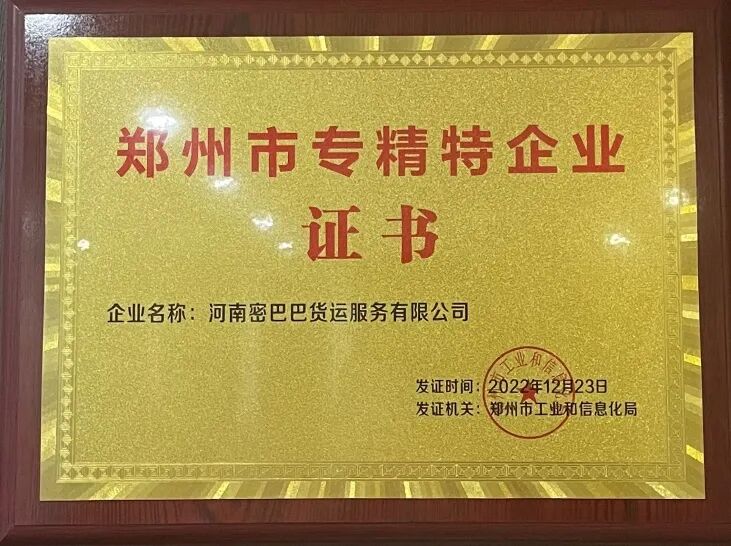 郑州市专精特企业
证书
企业名称：河南密巴巴货运服务有限公司
发证时间：2022年12月23日
发证机关：郑州市工业和信息化局